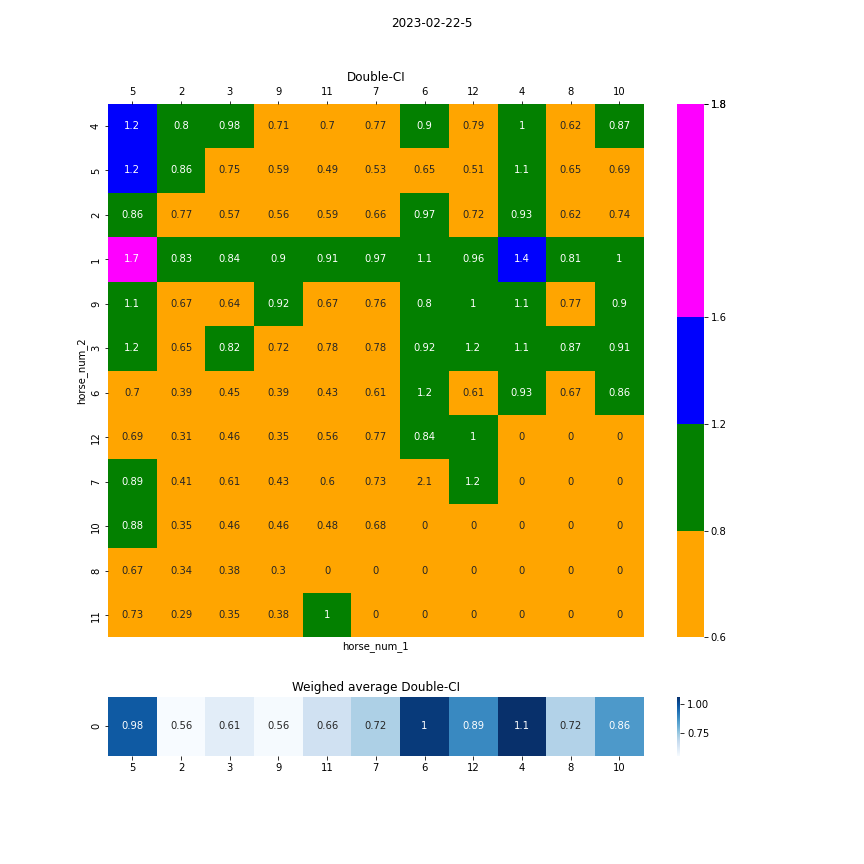 2023-02-22-5
Double-CI
5 2 3 9 11 7 6 12 4 8 10
4 1.2 0.8 0.98 0.71 0.7 0.77 0.9 0.79 1 0.62 0.87
5 1.2 0.86 0.75 0.59 0.49 0.53 0.65 0.51 1.1 0.65 0.69
2 0.86 0.77 0.57 0.56 0.59 0.66 0.97 0.72 0.93 0.62 0.74
1 1.7 0.83 0.84 0.9 0.91 0.97 1.1 0.96 1.4 0.81 1
9 1.1 0.67 0.64 0.92 0.67 0.76 0.8 1 1.1 0.77 0.9
3 1.2 0.65 0.82 0.72 0.78 0.78 0.92 1.2 1.1 0.87 0.91
6 0.7 0.39 0.45 0.39 0.43 0.61 1.2 0.61 0.93 0.67 0.86
12 0.69 0.31 0.46 0.35 0.56 0.77 0.84 1 0 0 0
7 0.89 0.41 0.61 0.43 0.6 0.73 2.1 1.2 0 0 0
10 0.88 0.35 0.46 0.46 0.48 0.68 0 0 0 0 0
8 0.67 0.34 0.38 0.3 0 0 0 0 0 0 0
11 0.73 0.29 0.35 0.38 1 0 0 0 0 0 0
horse_num_2
horse_num_1
1.8
1.6
1.2
0.8
0.6
Weighed average Double-CI
0 0.98 0.56 0.61 0.56 0.66 0.72 1 0.89 1.1 0.72 0.86
5 2 3 9 11 7 6 12 4 8 10
1.00
0.75